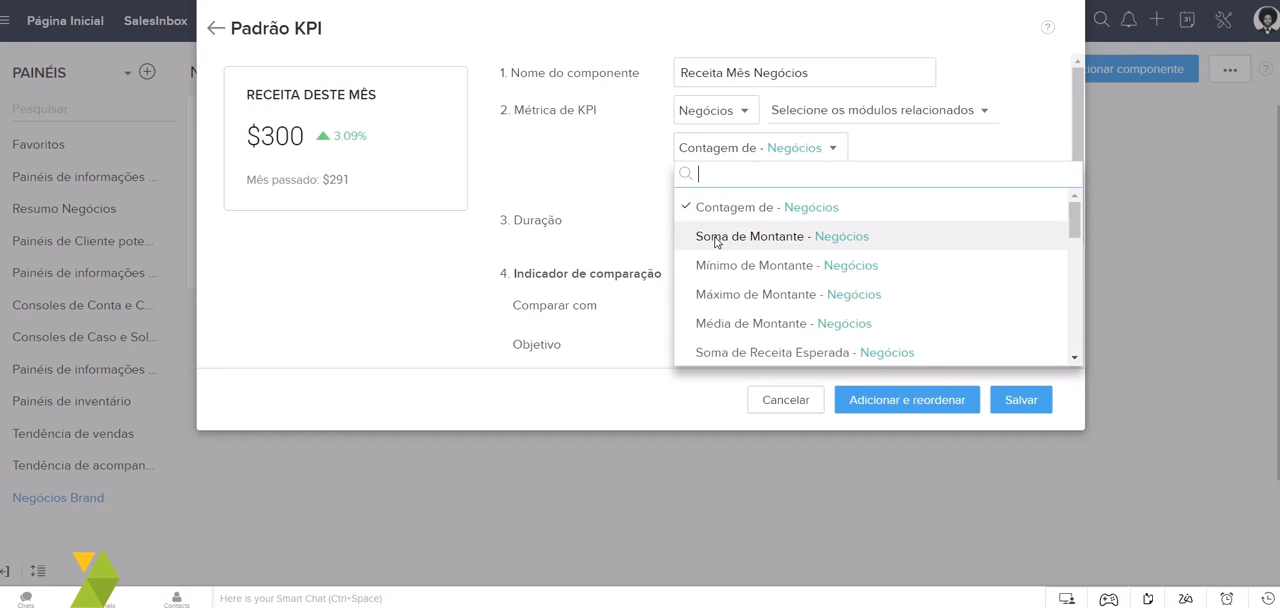 Página Inicial
SalesInbox
31
Padrão KPI
?
PAINÉIS
N
cionar componente
...
?
Pesquisar
Favoritos
Painéis de informações ...
Resumo Negócios
Painéis de Cliente pote...
Painéis de informações ...
Consoles de Conta e C...
Consoles de Caso e Sol...
Painéis de informações ...
Painéis de inventário
Tendência de vendas
Tendência de acompan...
Negócios Brand
RECEITA DESTE MÊS
$300 3.09%
Mês passado: $291
1. Nome do componente
Receita Mês Negócios
2. Métrica de KPI
Negócios
Selecione os módulos relacionados
Contagem de - Negócios
Contagem de - Negócios
Soma de Montante - Negócios
Mínimo de Montante - Negócios
Máximo de Montante - Negócios
Média de Montante - Negócios
Soma de Receita Esperada - Negócios
3. Duração
4. Indicador de comparação
Comparar com
Objetivo
Cancelar
Adicionar e reordenar
Salvar
Chats
Contacts
Here is your Smart Chat (Ctrl+Space)